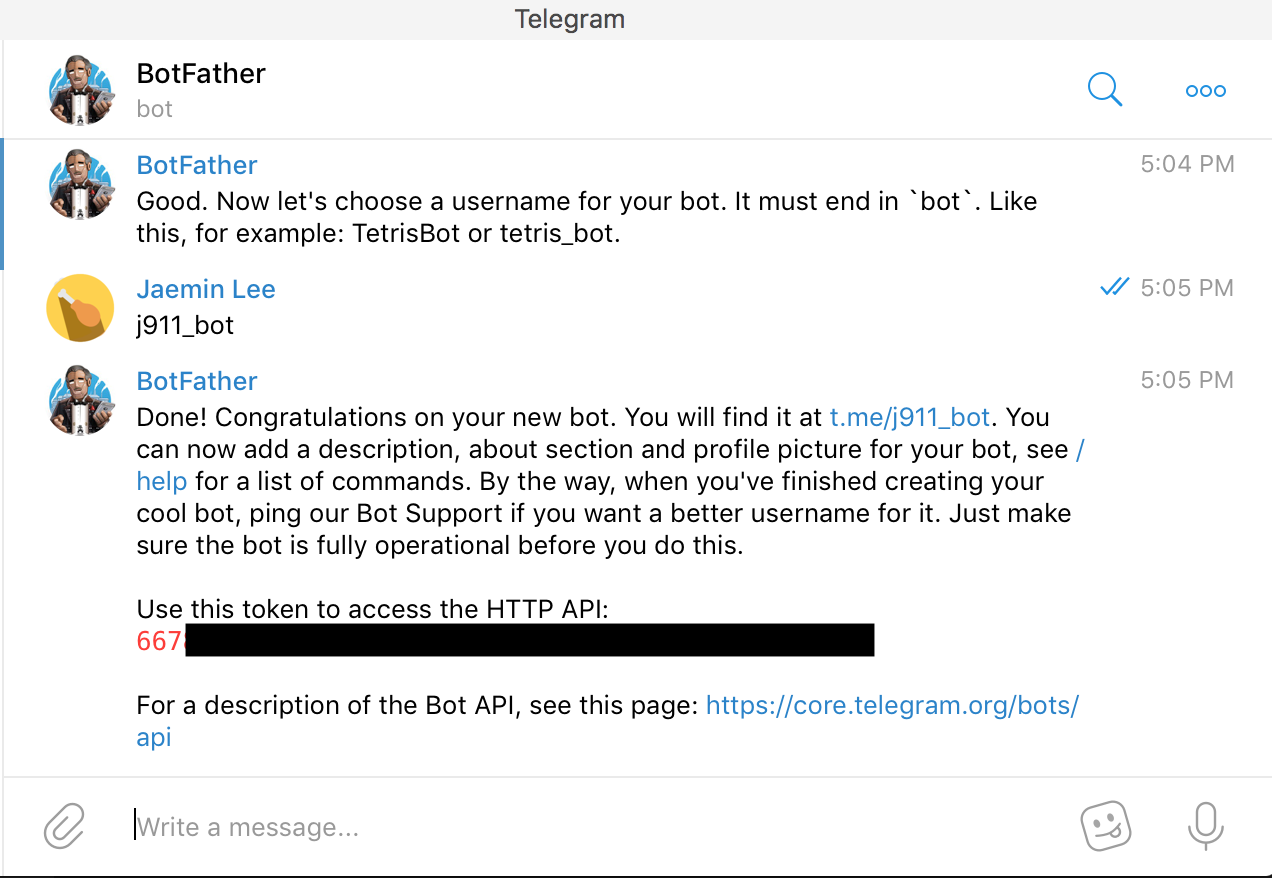 Telegram
BotFather
bot
BotFather
5:04 PM
Good. Now let's choose a username for your bot. It must end in `bot`. Like
this, for example: TetrisBot or tetris_bot.
Jaemin Lee
5:05 PM
j911_bot
BotFather
5:05 PM
Done! Congratulations on your new bot. You will find it at t.me/j911_bot. You
can now add a description, about section and profile picture for your bot, see /
help for a list of commands. By the way, when you've finished creating your
cool bot, ping our Bot Support if you want a better username for it. Just make
sure the bot is fully operational before you do this.
Use this token to access the HTTP API:
667
For a description of the Bot API, see this page: https://core.telegram.org/bots/
api
Write a message...